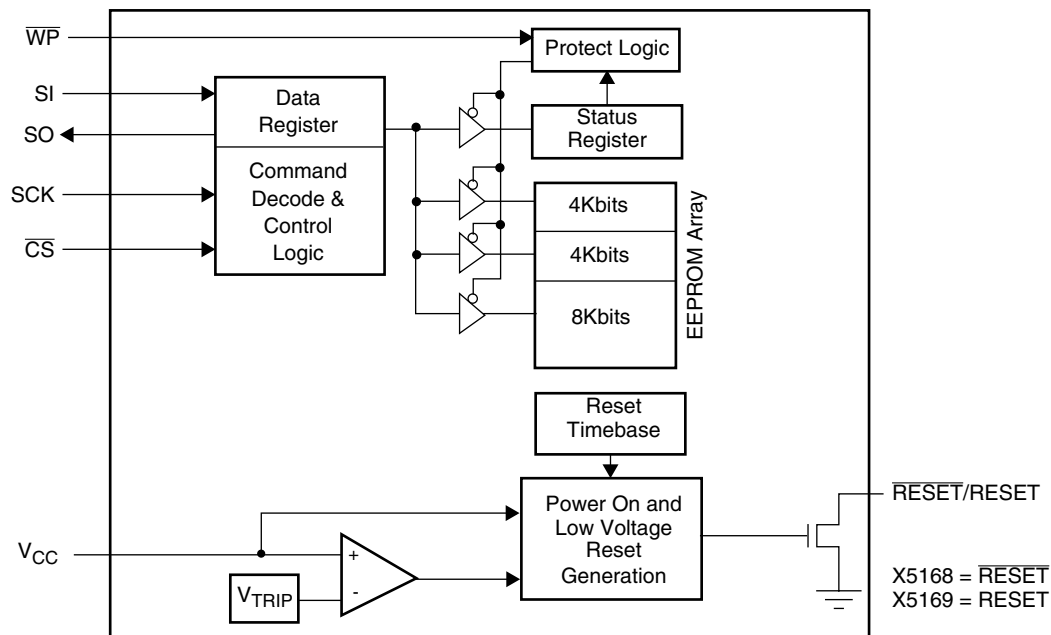 WP
Protect Logic
SI
Data
Register
SO
Status
Register
Command
Decode &
Control
Logic
SCK
CS
4Kbits
4Kbits
8Kbits
EEPROM Array
Reset
Timebase
Power On and
Low Voltage
Reset
Generation
RESET/RESET
VCC
+
-
VTRIP
X5168 = RESET
X5169 = RESET